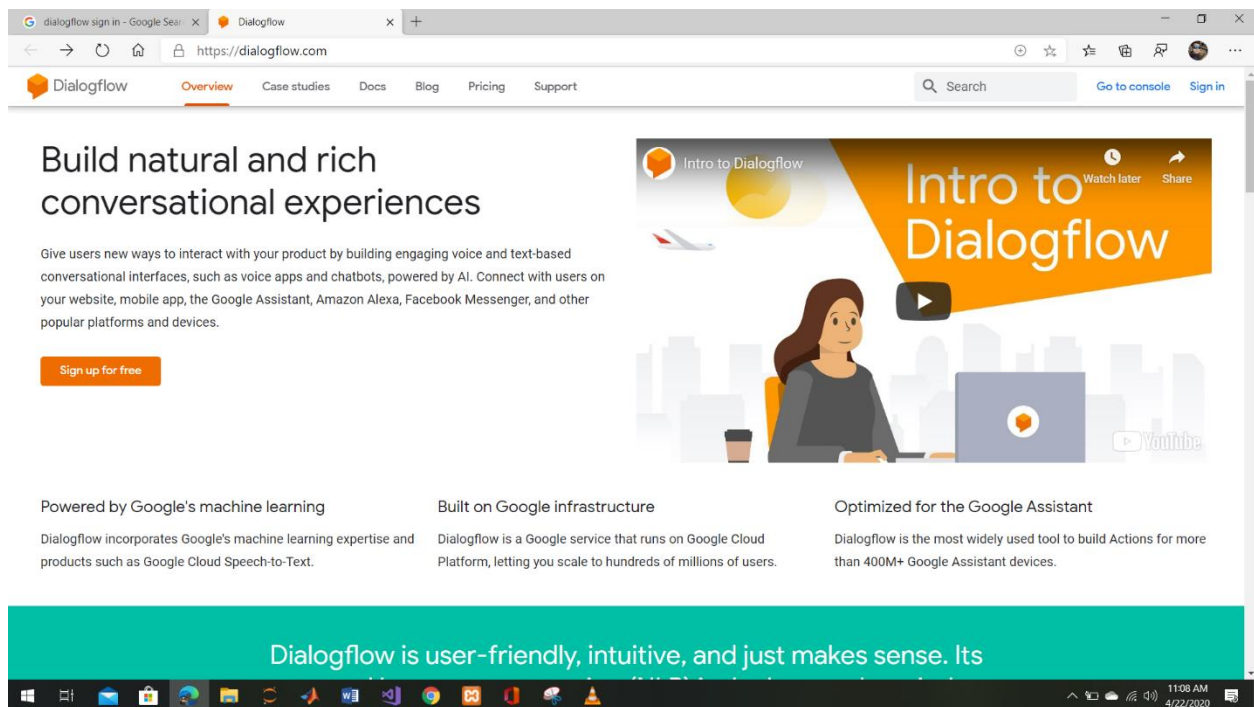 dialogflow sign in - Google Sear
Dialogflow
https://dialogflow.com
Dialogflow
Overview
Case studies
Docs
Blog
Pricing
Support
Search
Go to console
Sign in
Build natural and rich
conversational experiences
Give users new ways to interact with your product by building engaging voice and text-based
conversational interfaces, such as voice apps and chatbots, powered by AI. Connect with users on
your website, mobile app, the Google Assistant, Amazon Alexa, Facebook Messenger, and other
popular platforms and devices.
Sign up for free
Intro to Dialogflow
Watch later
Share
Intro to
Dialogflow
YouTube
Powered by Google's machine learning
Dialogflow incorporates Google's machine learning expertise and
products such as Google Cloud Speech-to-Text.
Built on Google infrastructure
Dialogflow is a Google service that runs on Google Cloud
Platform, letting you scale to hundreds of millions of users.
Optimized for the Google Assistant
Dialogflow is the most widely used tool to build Actions for more
than 400M+ Google Assistant devices.
Dialogflow is user-friendly, intuitive, and just makes sense. Its
11:08 AM
4/22/2020